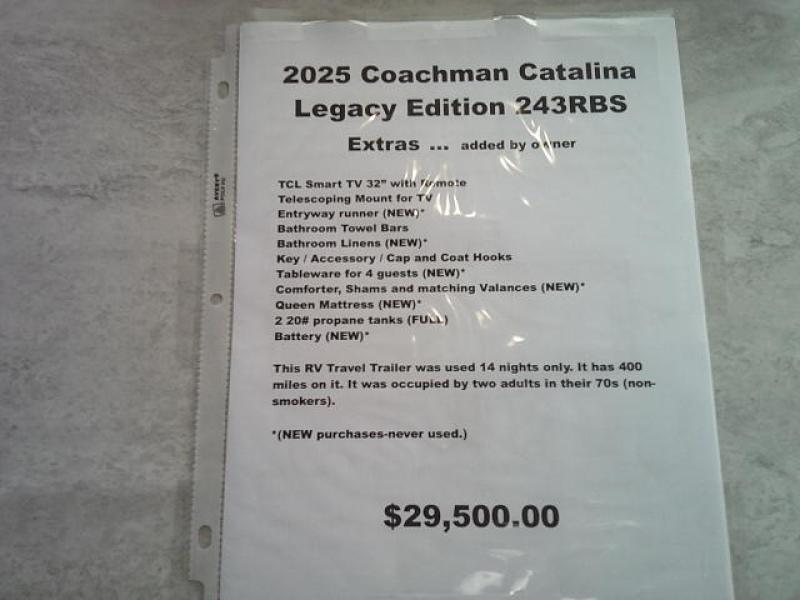 2025 Coachman Catalina
Legacy Edition 243RBS
Extras ... added by owner
TCL Smart TV 32" with Remote
Telescoping Mount for TV
Entryway runner (NEW)*
Bathroom Towel Bars
Bathroom Linens (NEW)*
Key / Accessory / Cap and Coat Hooks
Tableware for 4 guests (NEW)*
Comforter, Shams and matching Valances (NEW)*
Queen Mattress (NEW)*
2 20# propane tanks (FULL)
Battery (NEW)*
This RV Travel Trailer was used 14 nights only. It has 400
miles on it. It was occupied by two adults in their 70s (non-
smokers).
*(NEW purchases-never used.)
$29,500.00